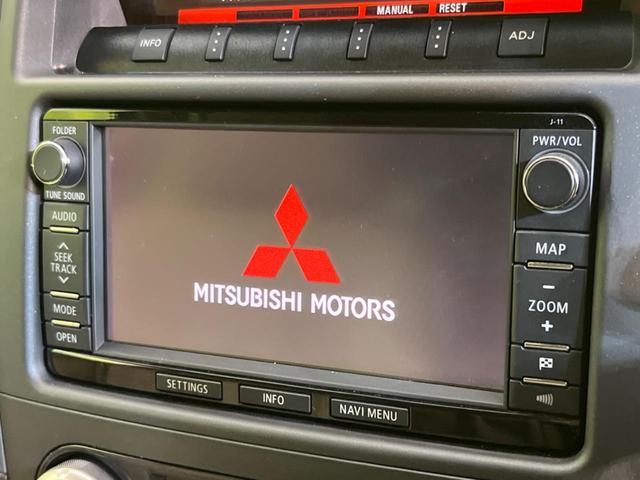 MANUAL RESET
INFO
ADJ
J-11
FOLDER
PWR/VOL
TUNE SOUND
AUDIO
SEEK
TRACK
MAP
MODE
ZOOM
OPEN
MITSUBISHI MOTORS
SETTINGS
INFO
NAVI MENU